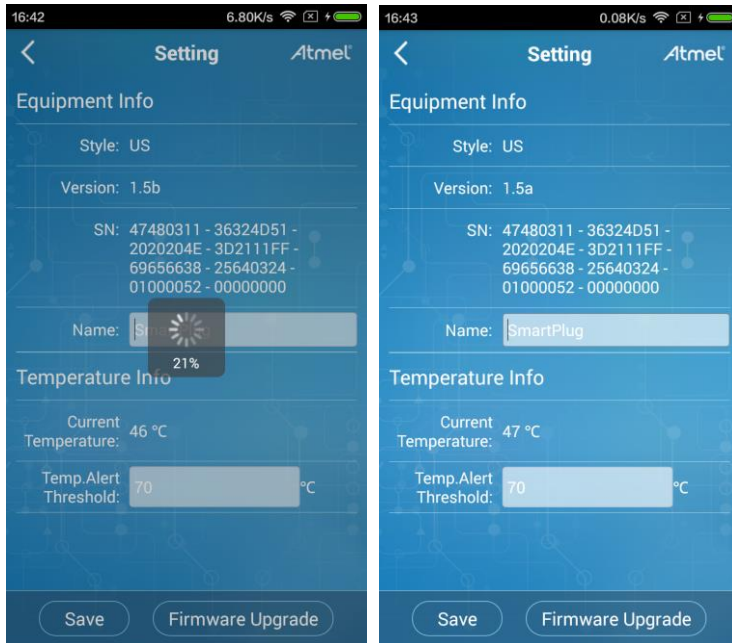 16:42 6.80K/s
Setting Atmel
Equipment Info
Style: US
Version: 1.5b
SN: 47480311 - 36324D51 -
2020204E - 3D2111FF -
69656638 - 25640324 -
01000052 - 00000000
Name: SmartPlug
21%
Temperature Info
Current
Temperature: 46 ℃
Temp.Alert
Threshold: 70 ℃
Save Firmware Upgrade
16:43 0.08K/s
Setting Atmel
Equipment Info
Style: US
Version: 1.5a
SN: 47480311 - 36324D51 -
2020204E - 3D2111FF -
69656638 - 25640324 -
01000052 - 00000000
Name: SmartPlug
Temperature Info
Current
Temperature: 47 ℃
Temp.Alert
Threshold: 70 ℃
Save Firmware Upgrade